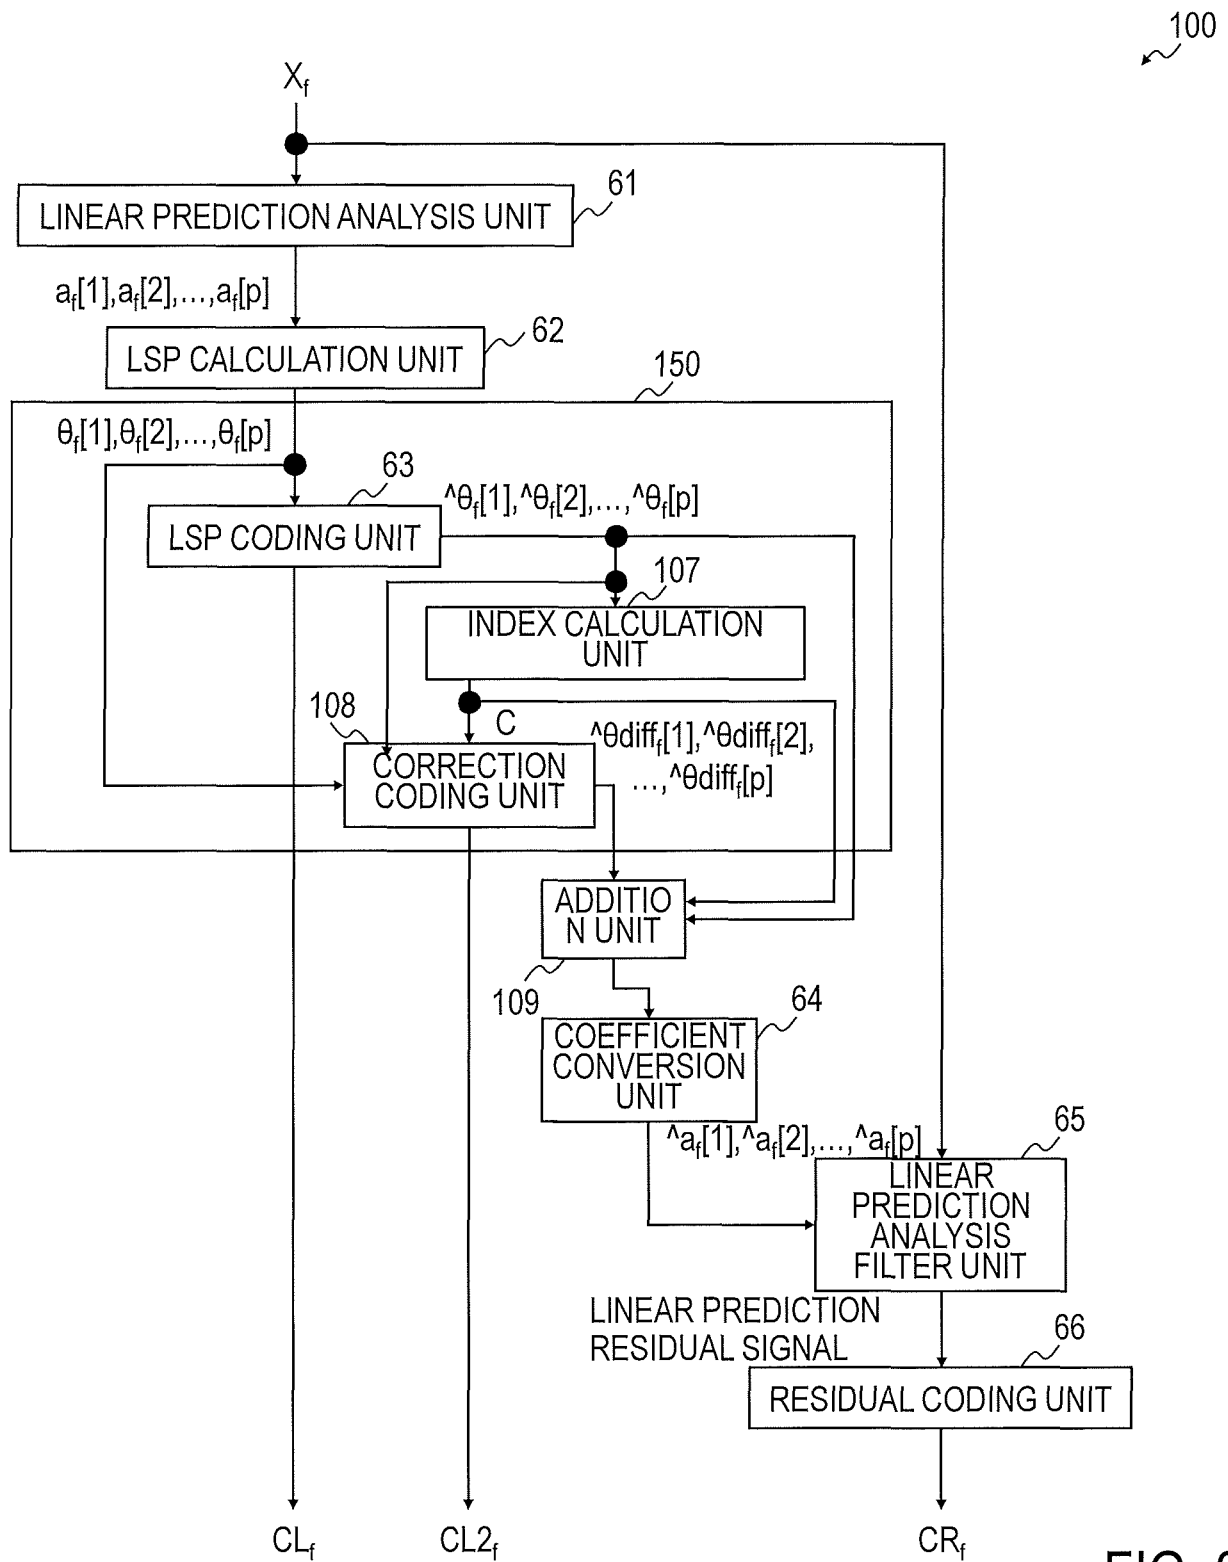 100
X_f
61
LINEAR PREDICTION ANALYSIS UNIT
a_f[1],a_f[2],...,a_f[p]
62
LSP CALCULATION UNIT
150
θ_f[1],θ_f[2],...,θ_f[p]
63
^θ_f[1],^θ_f[2],...,^θ_f[p]
LSP CODING UNIT
107
INDEX CALCULATION
UNIT
108
C
^θdiff_f[1],^θdiff_f[2],
...,^θdiff_f[p]
CORRECTION
CODING UNIT
ADDITIO
N UNIT
109
64
COEFFICIENT
CONVERSION
UNIT
^a_f[1],^a_f[2],...,^a_f[p]
65
LINEAR
PREDICTION
ANALYSIS
FILTER UNIT
LINEAR PREDICTION
RESIDUAL SIGNAL
66
RESIDUAL CODING UNIT
CL_f
CL2_f
CR_f
FIG.